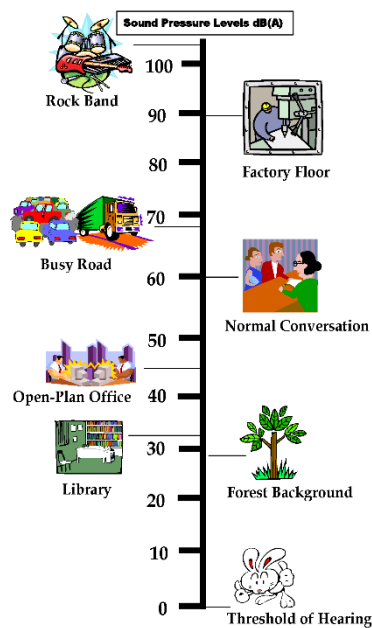 Sound Pressure Levels dB(A)
100
Rock Band
90
Factory Floor
80
70
Busy Road
60
Normal Conversation
50
Open-Plan Office
40
30
Library
Forest Background
20
10
0
Threshold of Hearing